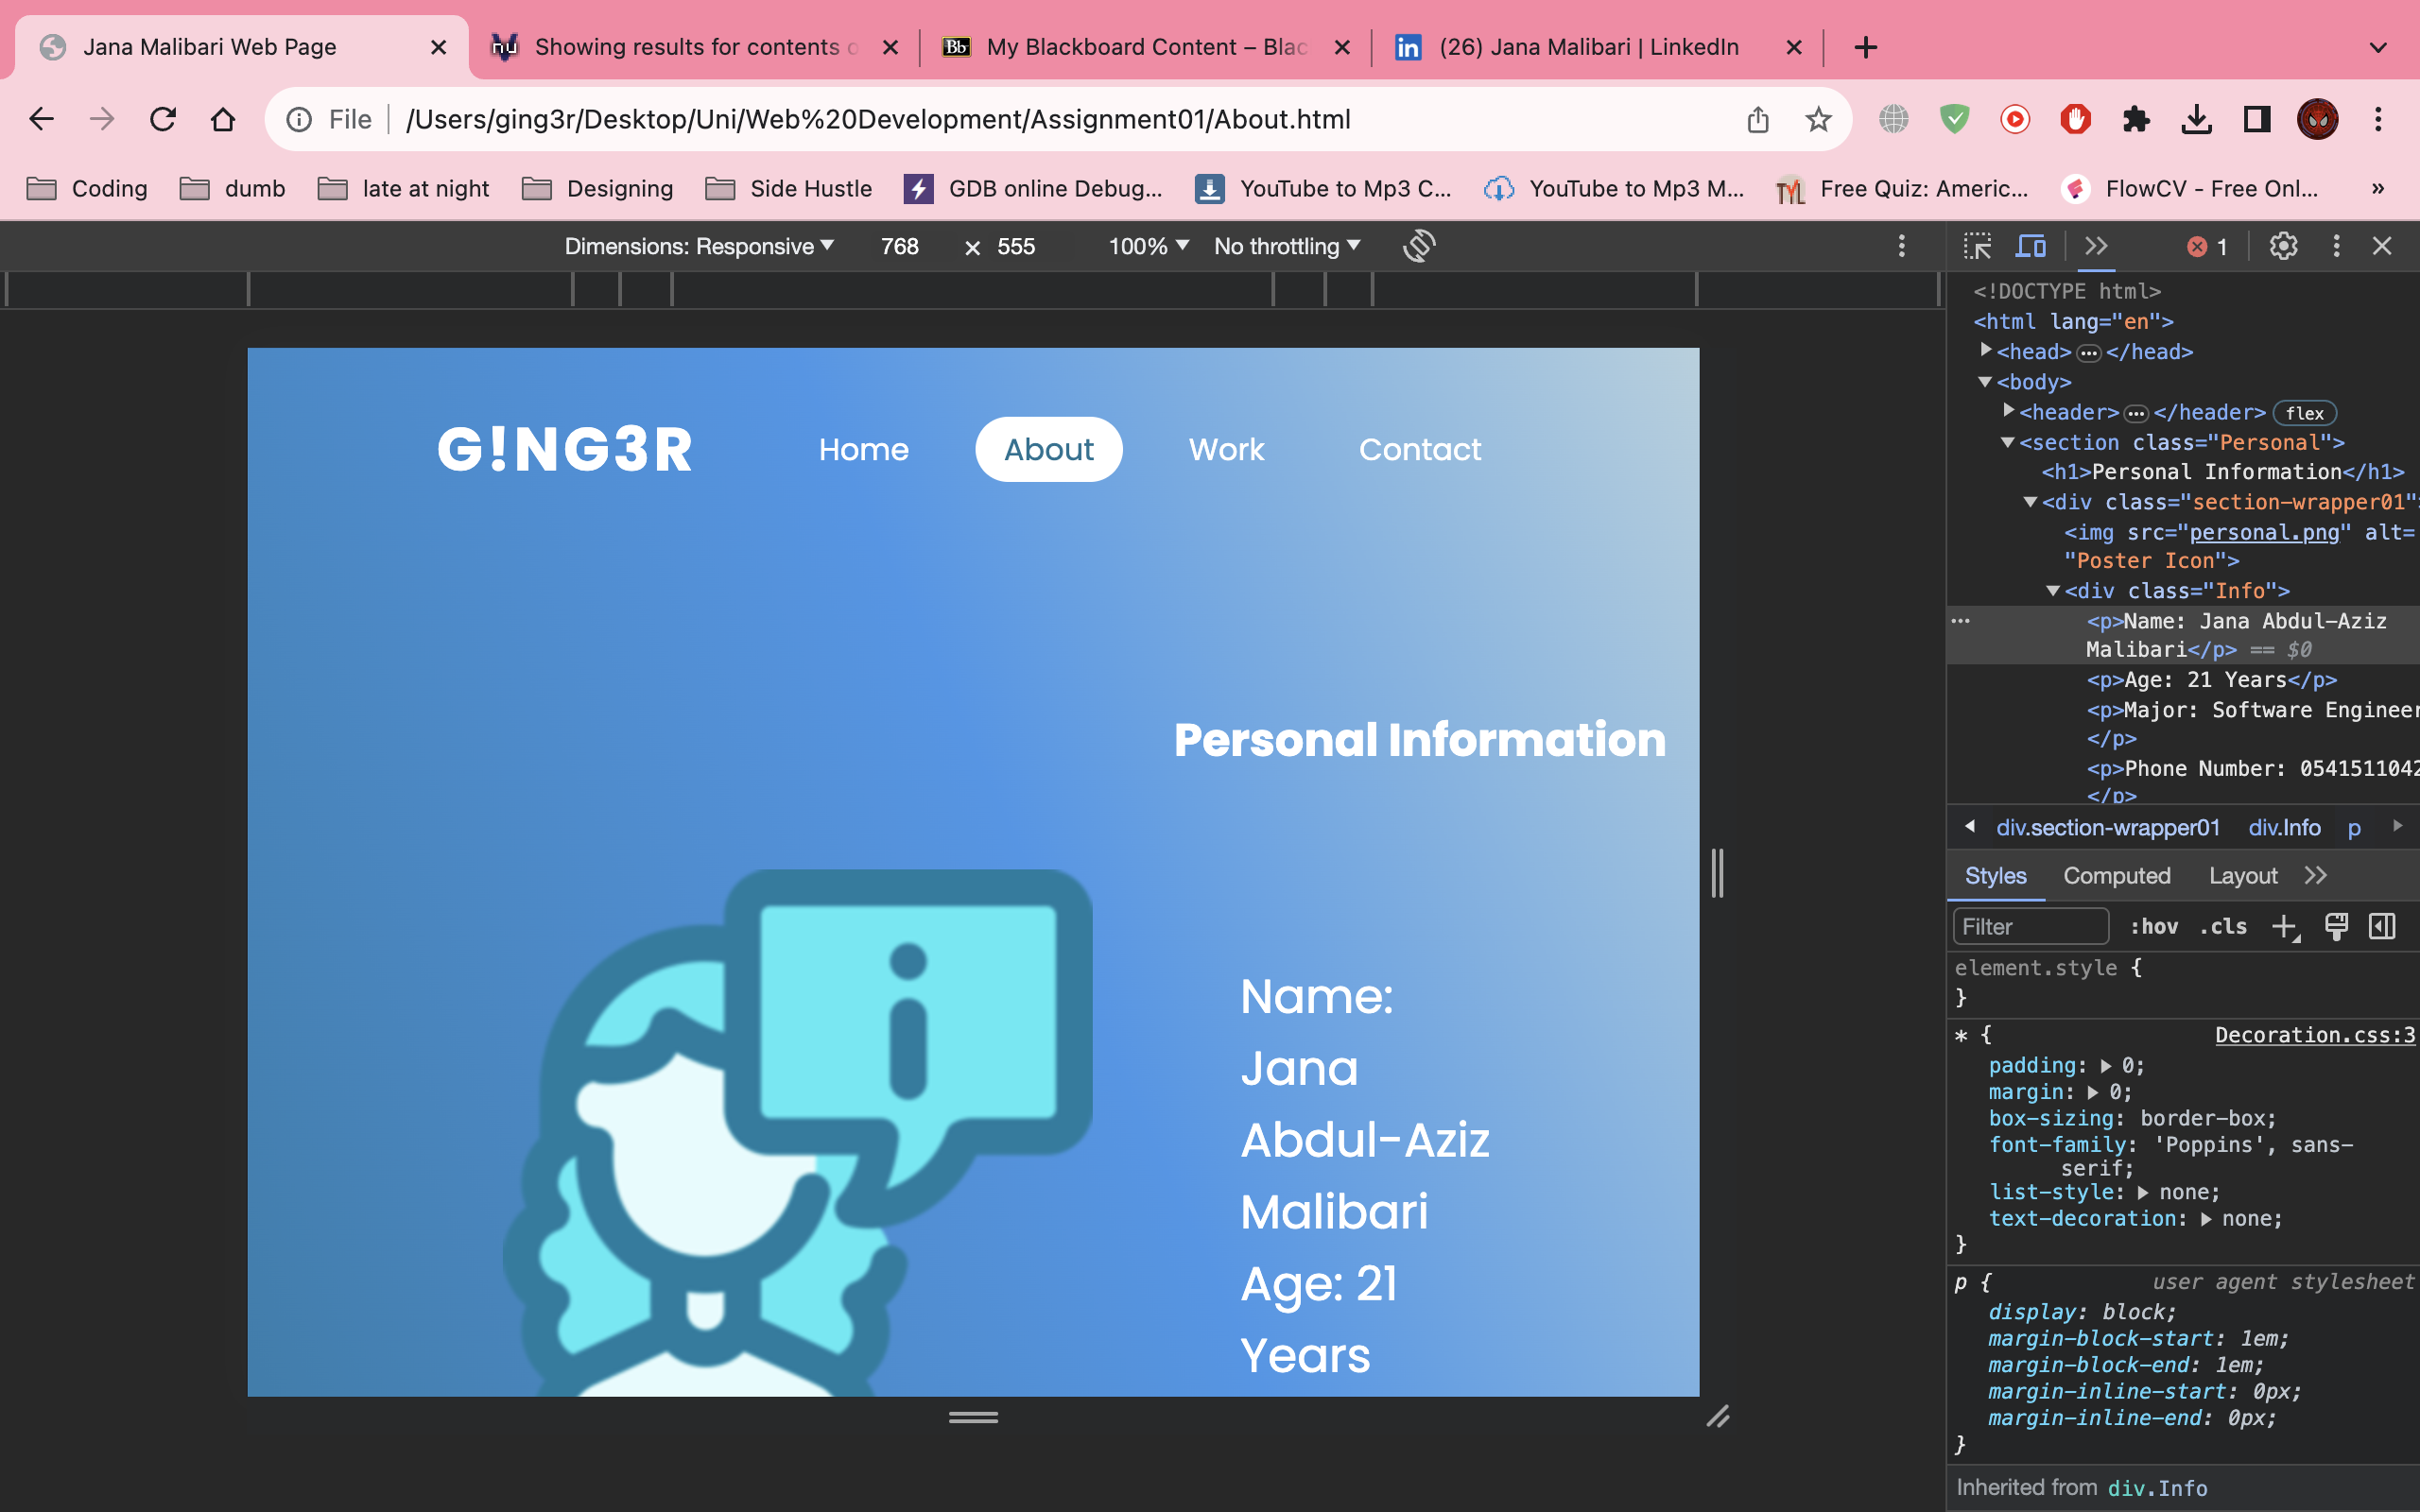 Jana Malibari Web Page
Showing results for contents o
My Blackboard Content – Blac
(26) Jana Malibari | LinkedIn
File /Users/ging3r/Desktop/Uni/Web%20Development/Assignment01/About.html
Coding dumb late at night Designing Side Hustle GDB online Debug... YouTube to Mp3 C... YouTube to Mp3 M... Free Quiz: Americ... FlowCV - Free Onl... »
Dimensions: Responsive 768 × 555 100% No throttling
G!NG3R Home About Work Contact
Personal Information
Name:
Jana
Abdul-Aziz
Malibari
Age: 21
Years
1
<!DOCTYPE html>
<html lang="en">
<head>…</head>
<body>
<header>…</header> flex
<section class="Personal">
<h1>Personal Information</h1>
<div class="section-wrapper01"
<img src="personal.png" alt=
"Poster Icon">
<div class="Info">
<p>Name: Jana Abdul-Aziz
Malibari</p> == $0
<p>Age: 21 Years</p>
<p>Major: Software Engineer
</p>
<p>Phone Number: 0541511042
</p>
div.section-wrapper01 div.Info p
Styles Computed Layout
Filter :hov .cls
element.style {
}
* { Decoration.css:3
padding: 0;
margin: 0;
box-sizing: border-box;
font-family: 'Poppins', sans-
serif;
list-style: none;
text-decoration: none;
}
p { user agent stylesheet
display: block;
margin-block-start: 1em;
margin-block-end: 1em;
margin-inline-start: 0px;
margin-inline-end: 0px;
}
Inherited from div.Info